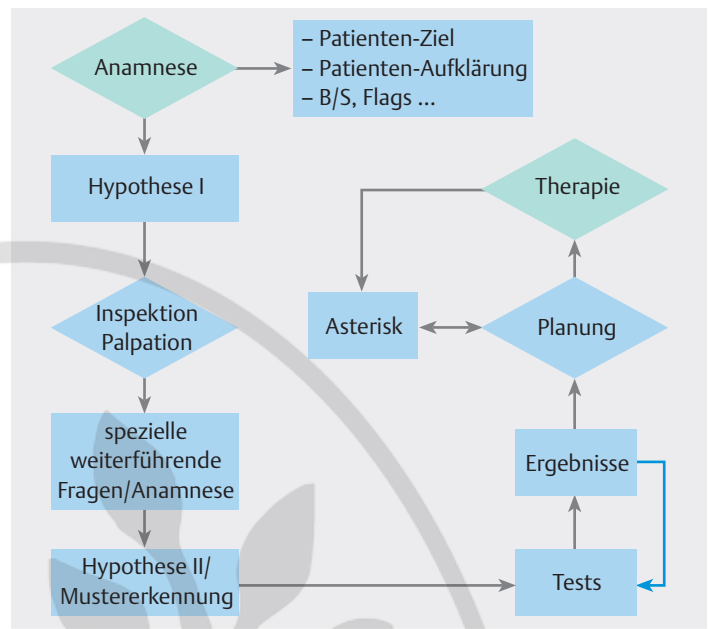 Anamnese
– Patienten-Ziel
– Patienten-Aufklärung
– B/S, Flags ...
Hypothese I
Inspektion
Palpation
spezielle
weiterführende
Fragen/Anamnese
Hypothese II/
Mustererkennung
Tests
Ergebnisse
Planung
Asterisk
Therapie